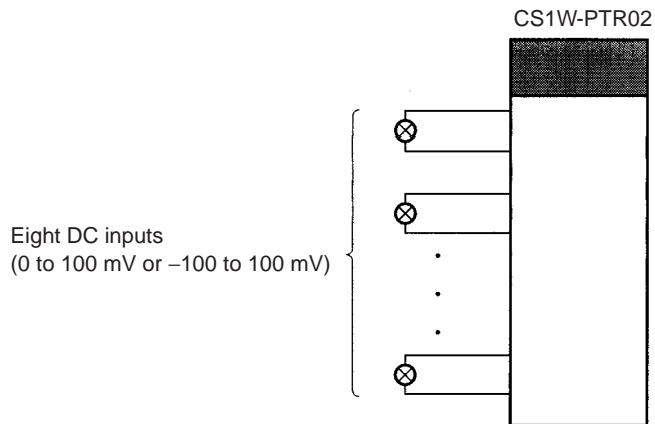 CS1W-PTR02
Eight DC inputs
(0 to 100 mV or −100 to 100 mV)